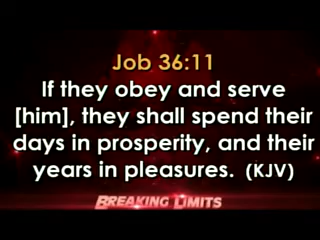 Job 36:11
If they obey and serve
[him], they shall spend their
days in prosperity, and their
years in pleasures. (KJV)
BREAKING LIMITS